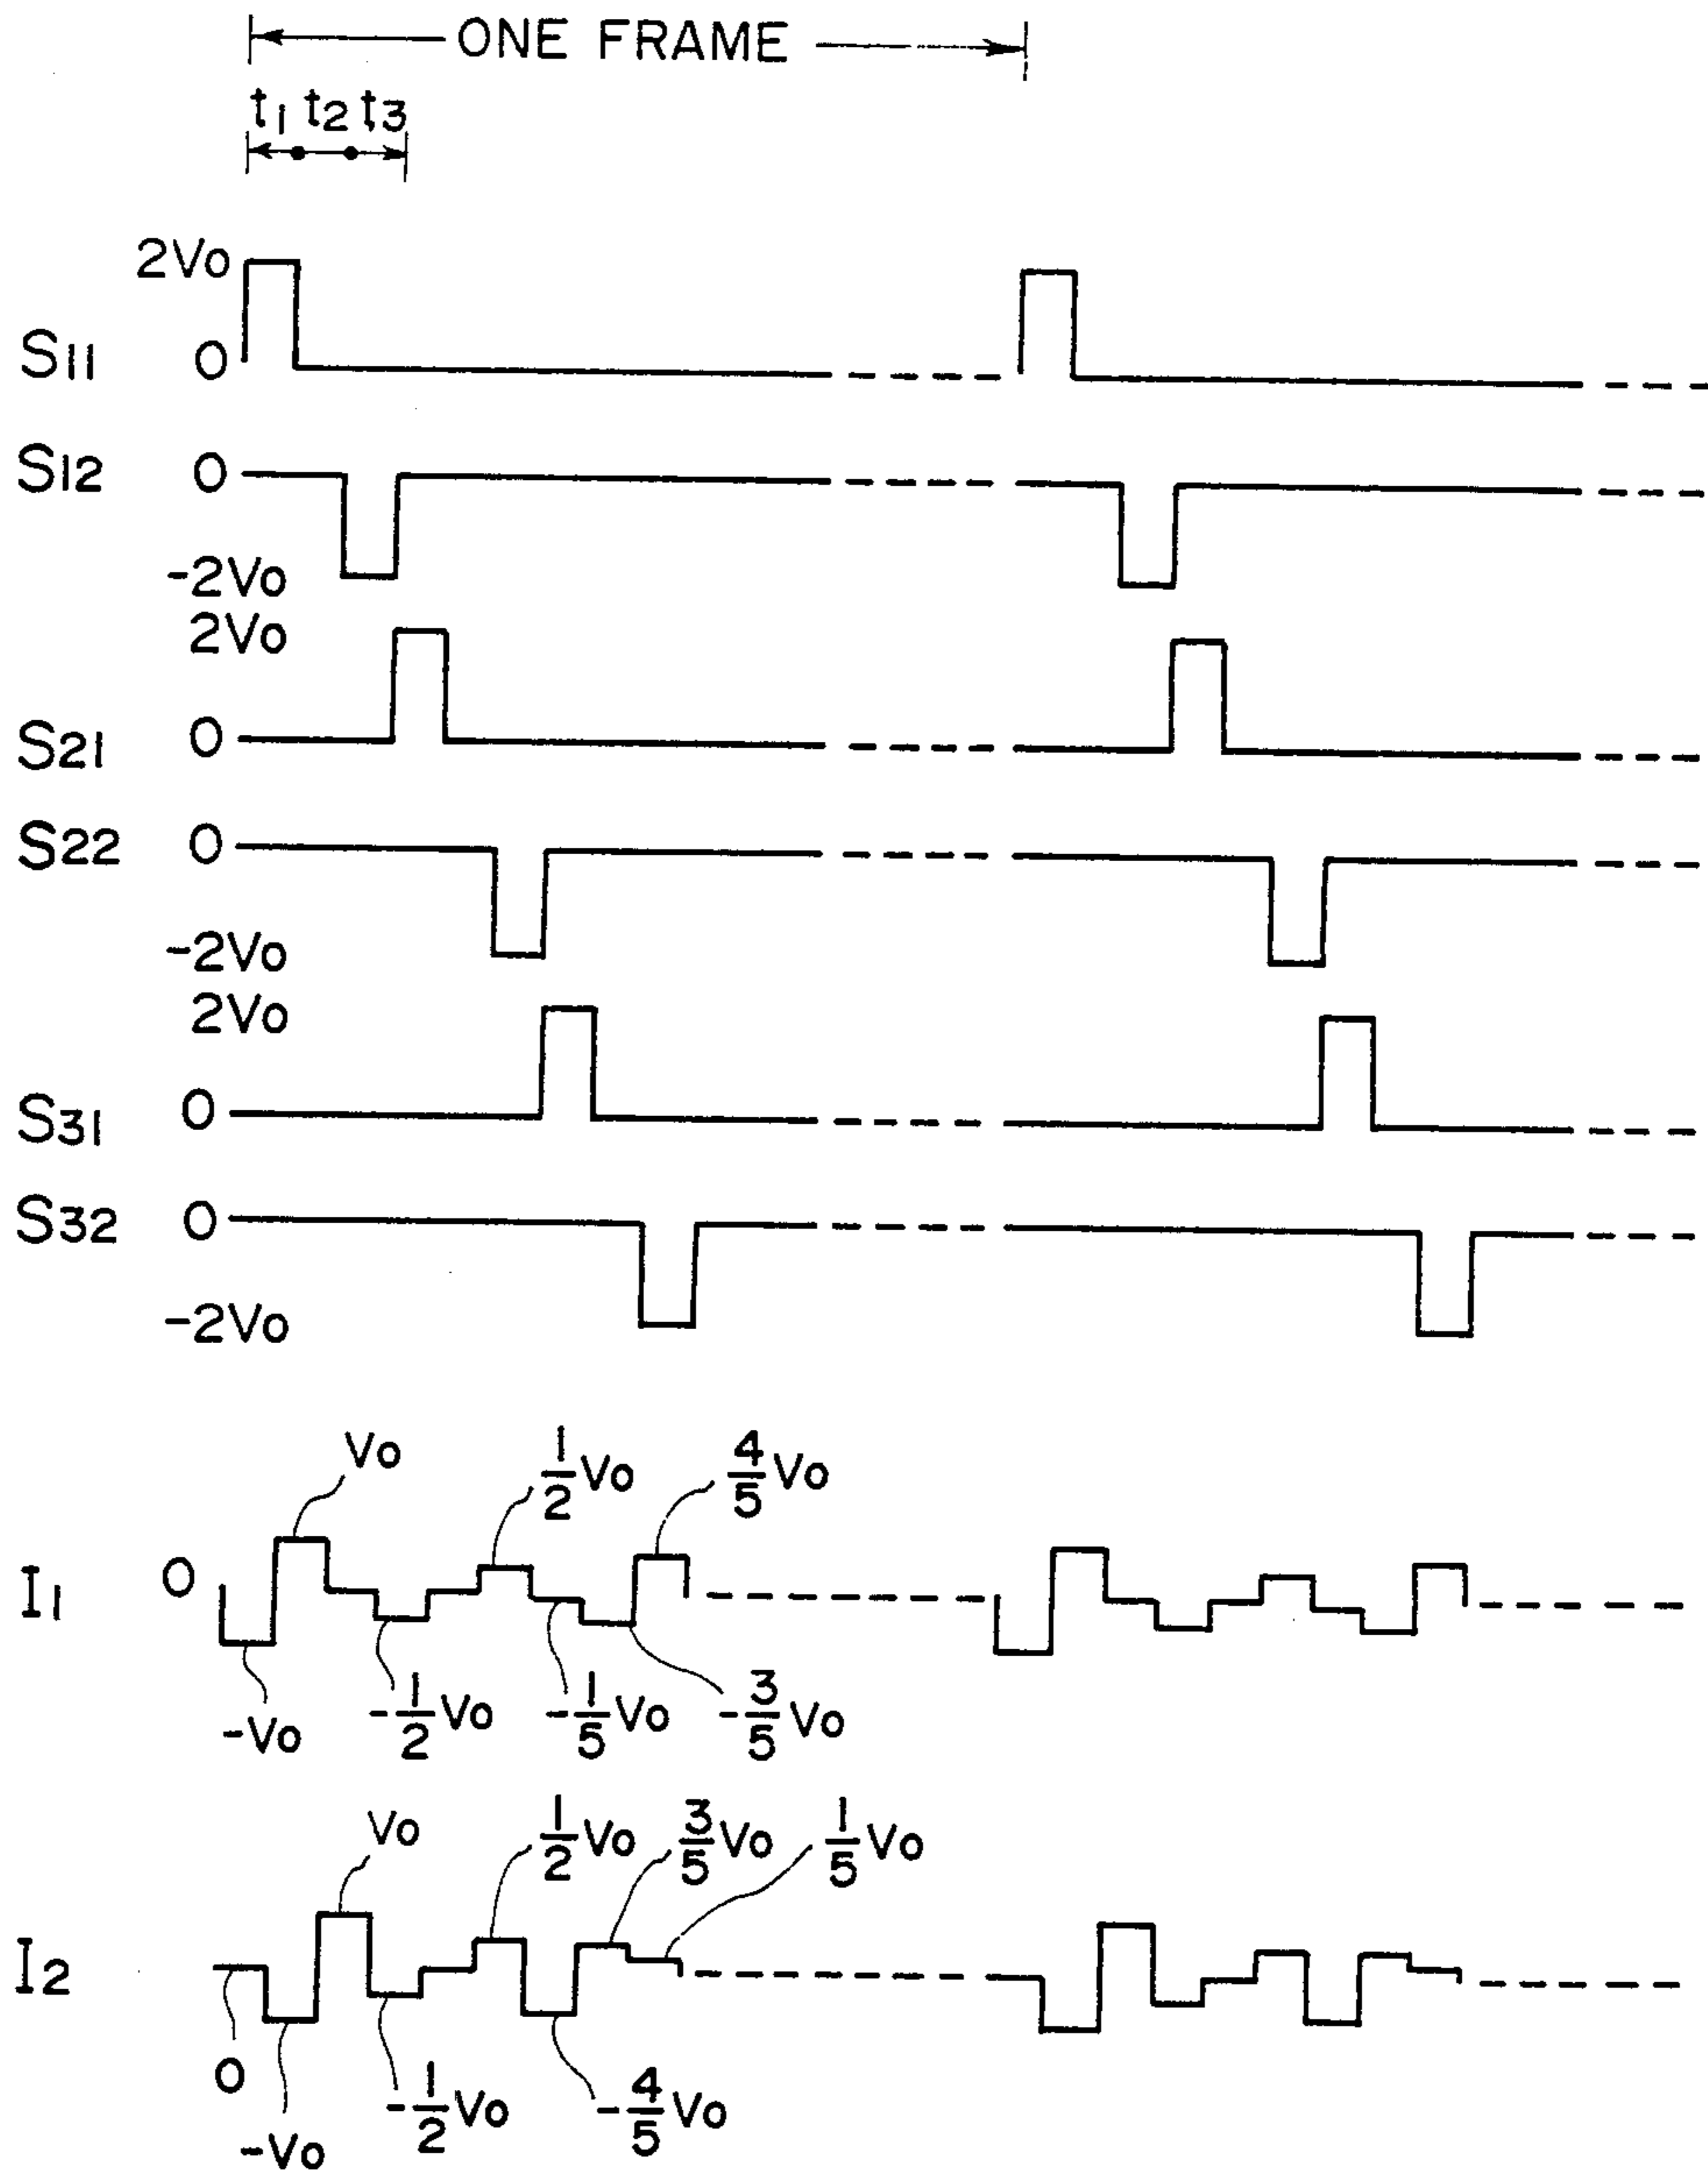 ONE FRAME
t1 t2 t3
2Vo
S11 0
S12 0
-2Vo
2Vo
S21 0
S22 0
-2Vo
2Vo
S31 0
S32 0
-2Vo
Vo 1/2Vo 4/5Vo
I1 0
-Vo -1/2Vo -1/5Vo -3/5Vo
Vo 1/2Vo 3/5Vo 1/5Vo
I2
0 -Vo -1/2Vo -4/5Vo